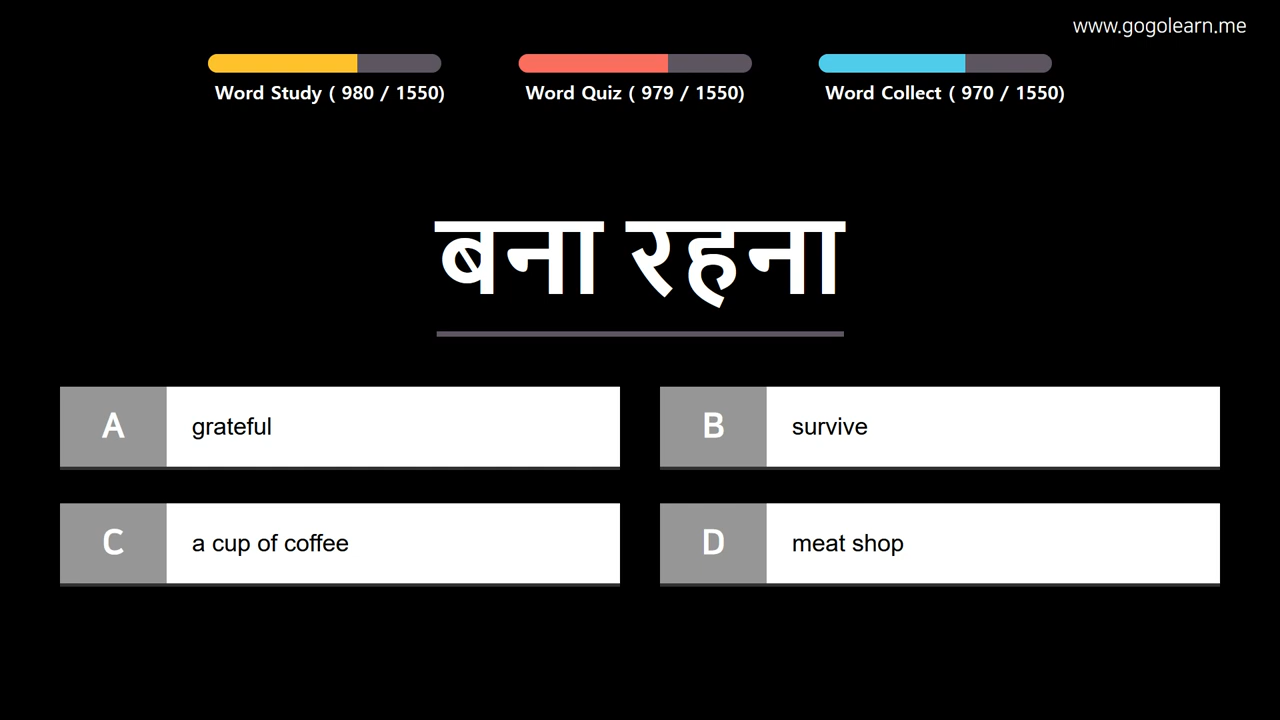 www.gogolearn.me
Word Study ( 980 / 1550)
Word Quiz ( 979 / 1550)
Word Collect ( 970 / 1550)
बना रहना
A grateful
B survive
C a cup of coffee
D meat shop